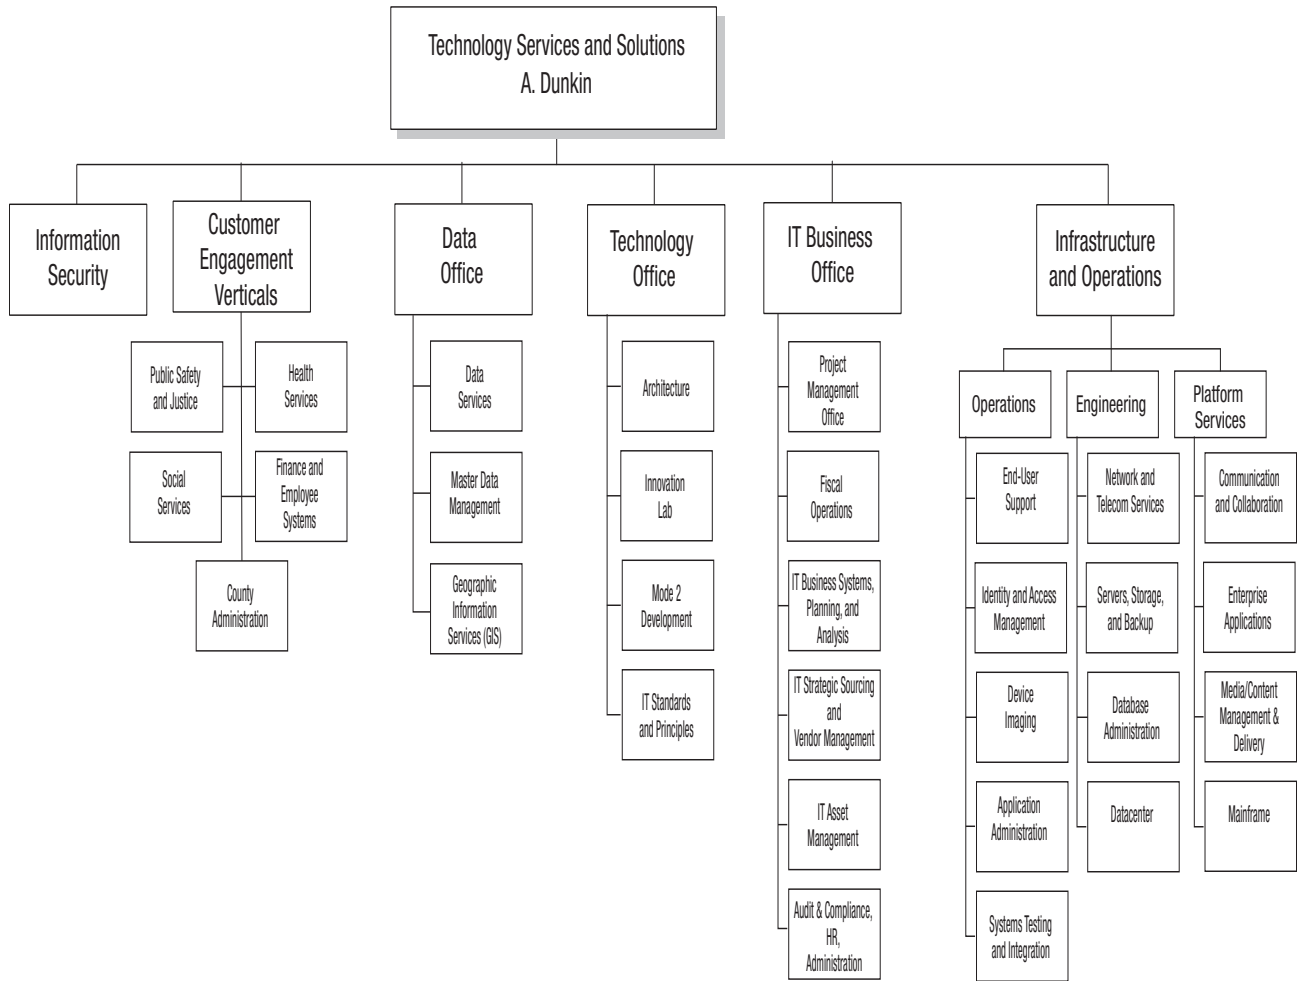 Technology Services and Solutions
A. Dunkin
Information
Security
Customer
Engagement
Verticals
Data
Office
Technology
Office
IT Business
Office
Infrastructure
and Operations
Public Safety
and Justice
Health
Services
Social
Services
Finance and
Employee
Systems
County
Administration
Data
Services
Master Data
Management
Geographic
Information
Services (GIS)
Architecture
Innovation
Lab
Mode 2
Development
IT Standards
and Principles
Project
Management
Office
Fiscal
Operations
IT Business Systems,
Planning, and
Analysis
IT Strategic Sourcing
and
Vendor Management
IT Asset
Management
Audit & Compliance,
HR,
Administration
Operations
Engineering
Platform
Services
End-User
Support
Identity and Access
Management
Device
Imaging
Application
Administration
Systems Testing
and Integration
Network and
Telecom Services
Servers, Storage,
and Backup
Database
Administration
Datacenter
Communication
and Collaboration
Enterprise
Applications
Media/Content
Management &
Delivery
Mainframe